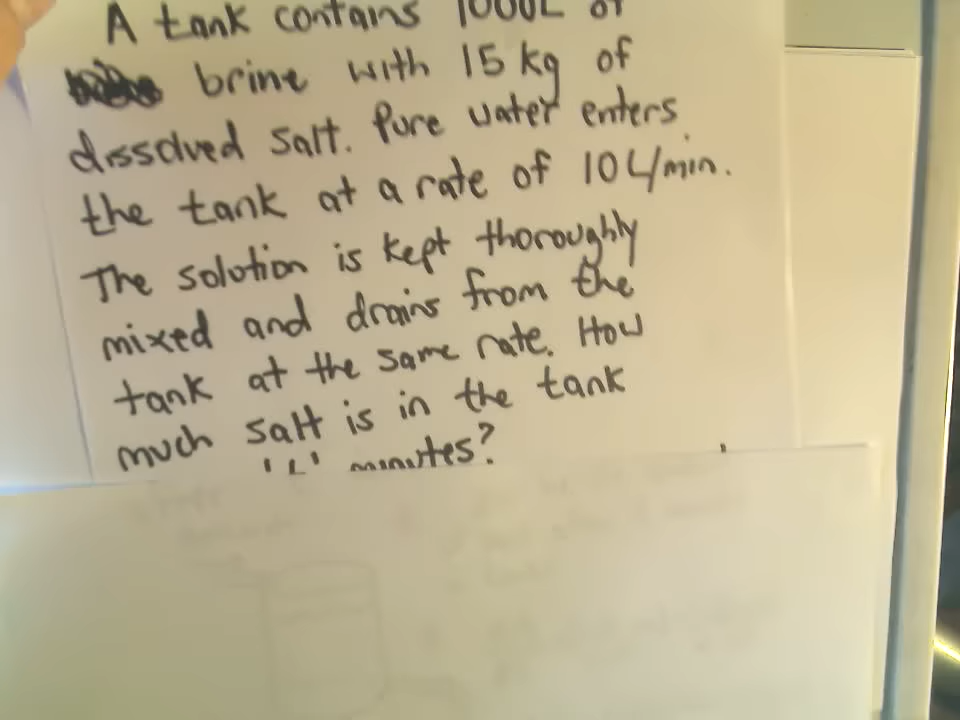 A tank contains 1000L of
brine with 15 kg of
dissolved salt. Pure water enters
the tank at a rate of 10 L/min.
The solution is kept thoroughly
mixed and drains from the
tank at the same rate. How
much salt is in the tank
minutes?